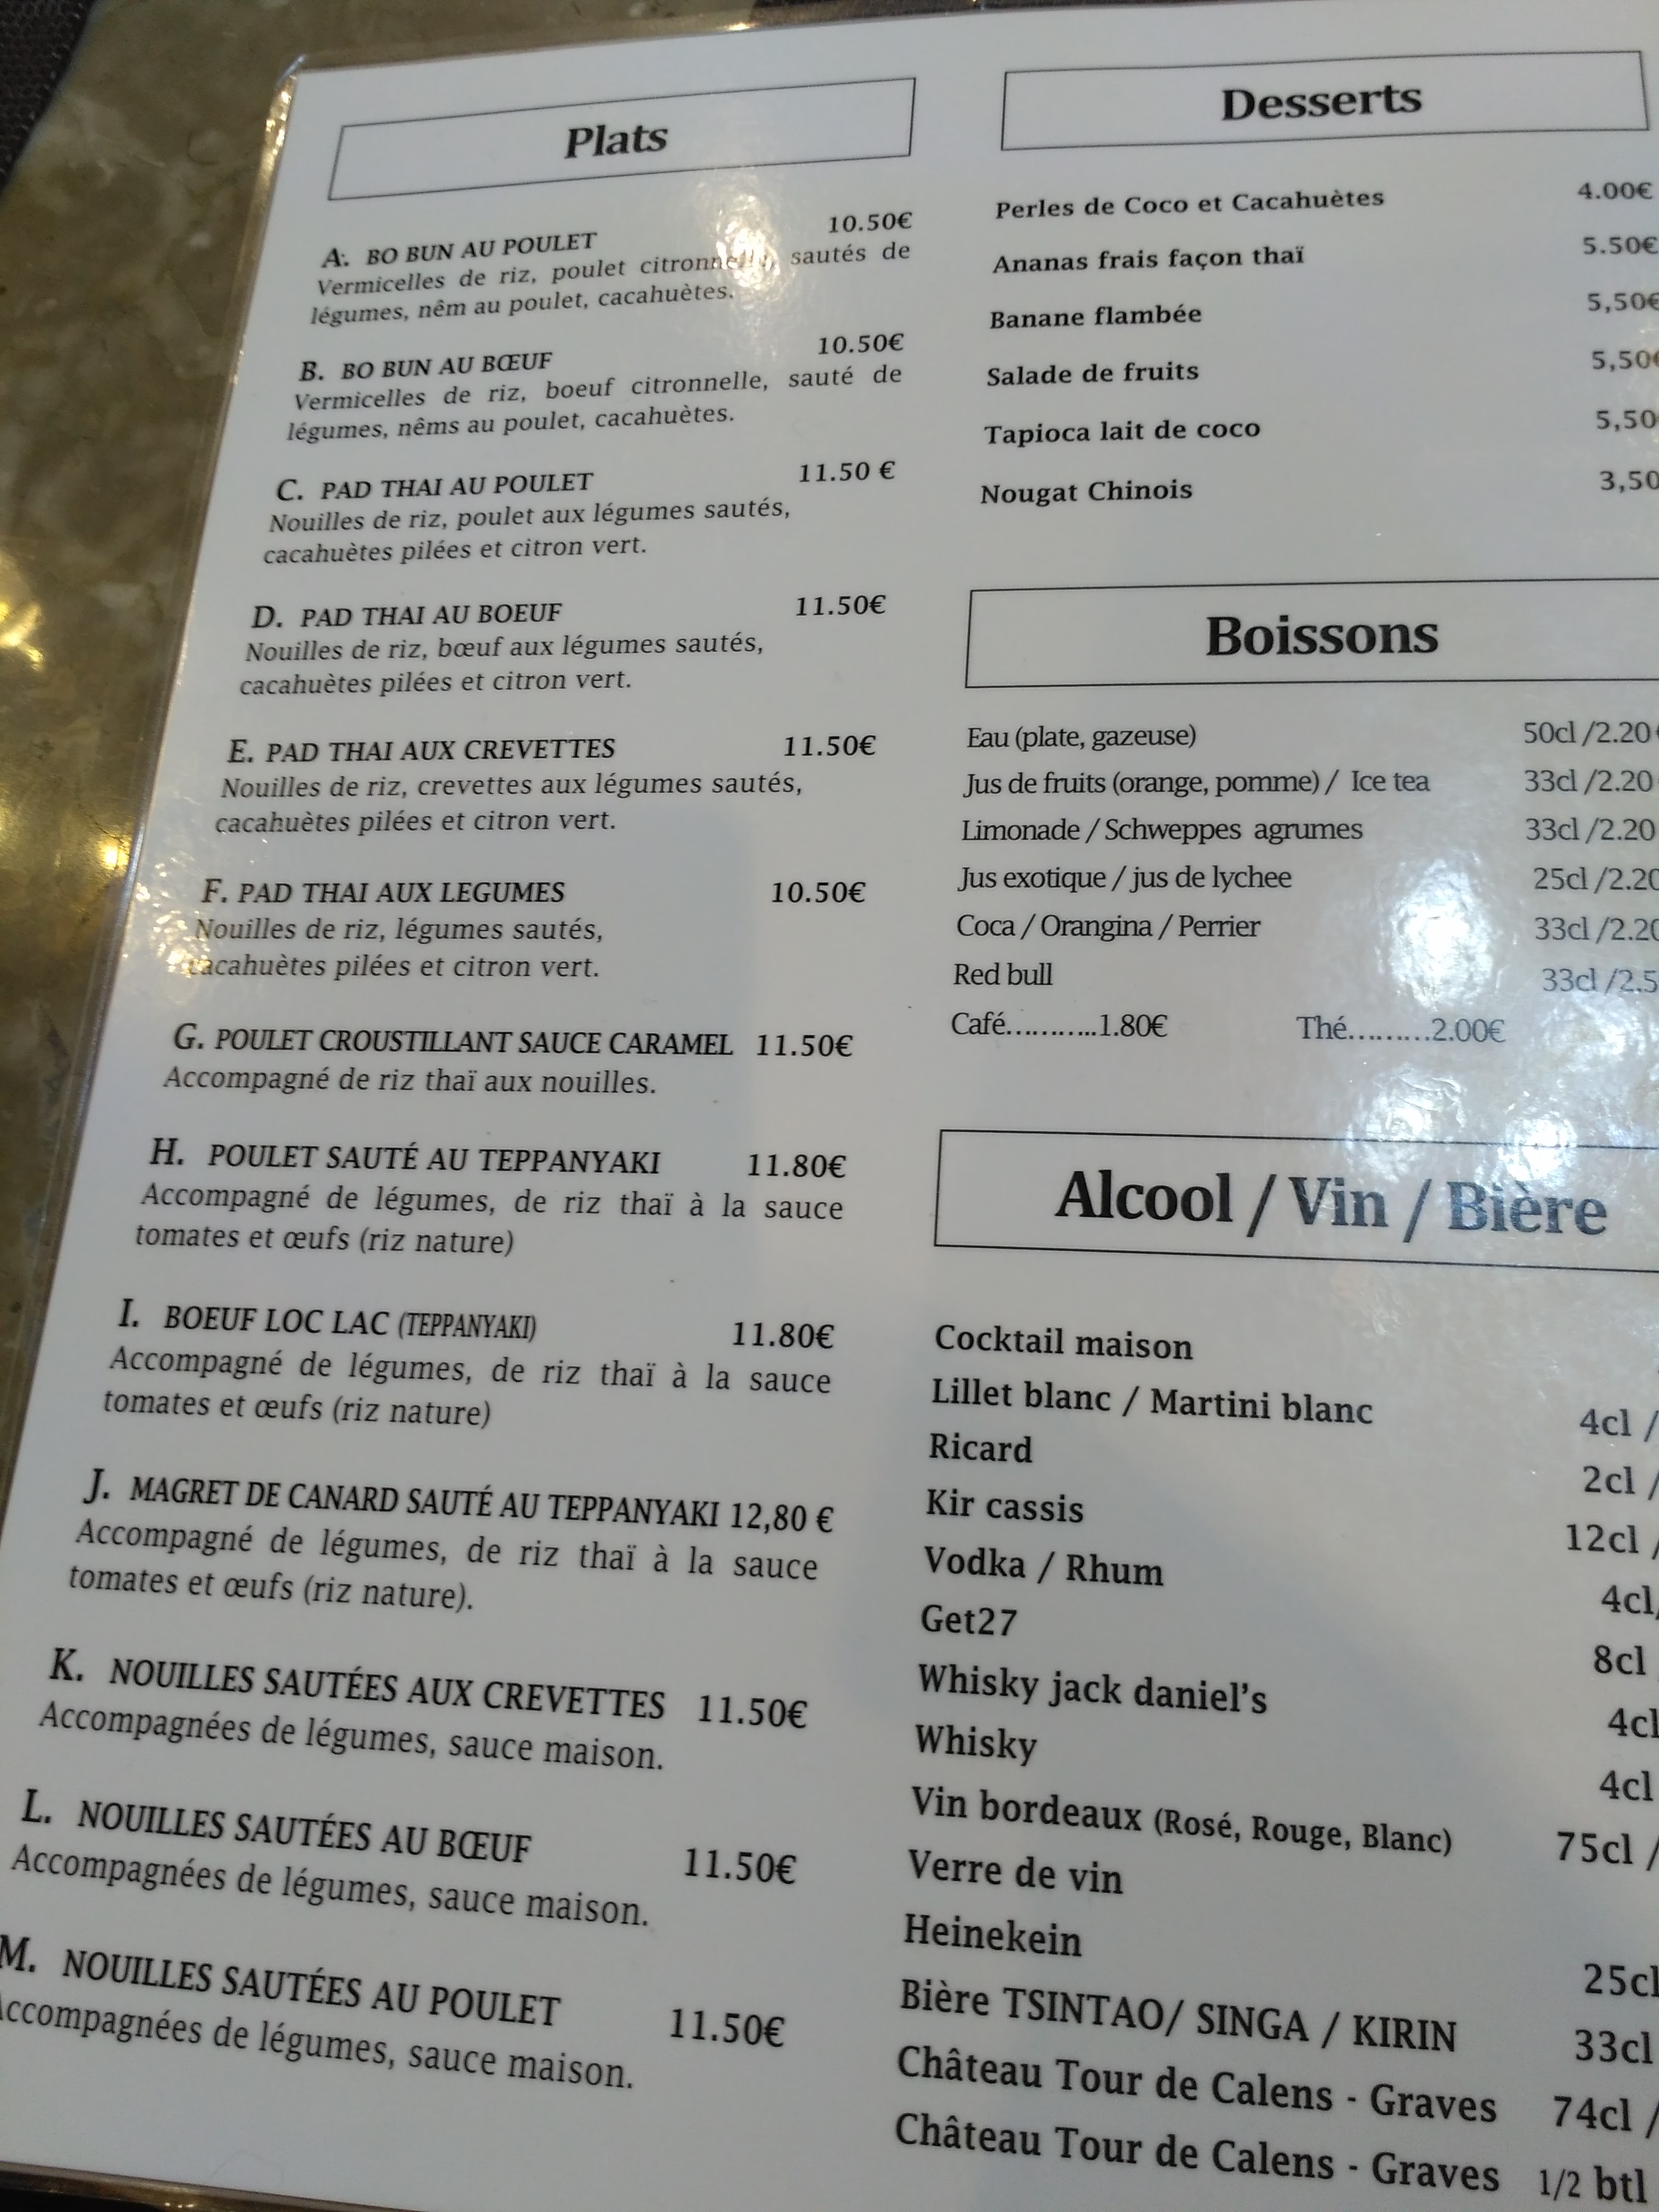 Plats
A. BO BUN AU POULET 10.50€
Vermicelles de riz, poulet citronnelle, sautés de
légumes, nêm au poulet, cacahuètes.
B. BO BUN AU BŒUF 10.50€
Vermicelles de riz, boeuf citronnelle, sauté de
légumes, nêms au poulet, cacahuètes.
C. PAD THAI AU POULET 11.50 €
Nouilles de riz, poulet aux légumes sautés,
cacahuètes pilées et citron vert.
D. PAD THAI AU BOEUF 11.50€
Nouilles de riz, bœuf aux légumes sautés,
cacahuètes pilées et citron vert.
E. PAD THAI AUX CREVETTES 11.50€
Nouilles de riz, crevettes aux légumes sautés,
cacahuètes pilées et citron vert.
F. PAD THAI AUX LEGUMES 10.50€
Nouilles de riz, légumes sautés,
cacahuètes pilées et citron vert.
G. POULET CROUSTILLANT SAUCE CARAMEL 11.50€
Accompagné de riz thaï aux nouilles.
H. POULET SAUTÉ AU TEPPANYAKI 11.80€
Accompagné de légumes, de riz thaï à la sauce
tomates et œufs (riz nature)
I. BOEUF LOC LAC (TEPPANYAKI) 11.80€
Accompagné de légumes, de riz thaï à la sauce
tomates et œufs (riz nature)
J. MAGRET DE CANARD SAUTÉ AU TEPPANYAKI 12,80 €
Accompagné de légumes, de riz thaï à la sauce
tomates et œufs (riz nature).
K. NOUILLES SAUTÉES AUX CREVETTES 11.50€
Accompagnées de légumes, sauce maison.
L. NOUILLES SAUTÉES AU BŒUF 11.50€
Accompagnées de légumes, sauce maison.
M. NOUILLES SAUTÉES AU POULET 11.50€
Accompagnées de légumes, sauce maison.
Desserts
Perles de Coco et Cacahuètes 4.00€
Ananas frais façon thaï 5.50€
Banane flambée 5,50€
Salade de fruits 5,50€
Tapioca lait de coco 5,50
Nougat Chinois 3,50
Boissons
Eau (plate, gazeuse) 50cl /2.20
Jus de fruits (orange, pomme) / Ice tea 33cl /2.20
Limonade / Schweppes agrumes 33cl /2.20
Jus exotique / jus de lychee 25cl /2.20
Coca / Orangina / Perrier 33cl /2.20
Red bull 33cl /2.5
Café...........1.80€ Thé.........2.00€
Alcool / Vin / Bière
Cocktail maison
Lillet blanc / Martini blanc 4cl /
Ricard 2cl /
Kir cassis 12cl /
Vodka / Rhum 4cl/
Get27 8cl
Whisky jack daniel's 4cl
Whisky 4cl
Vin bordeaux (Rosé, Rouge, Blanc) 75cl /
Verre de vin
Heinekein 25cl
Bière TSINTAO/ SINGA / KIRIN 33cl
Château Tour de Calens - Graves 74cl /
Château Tour de Calens - Graves 1/2 btl